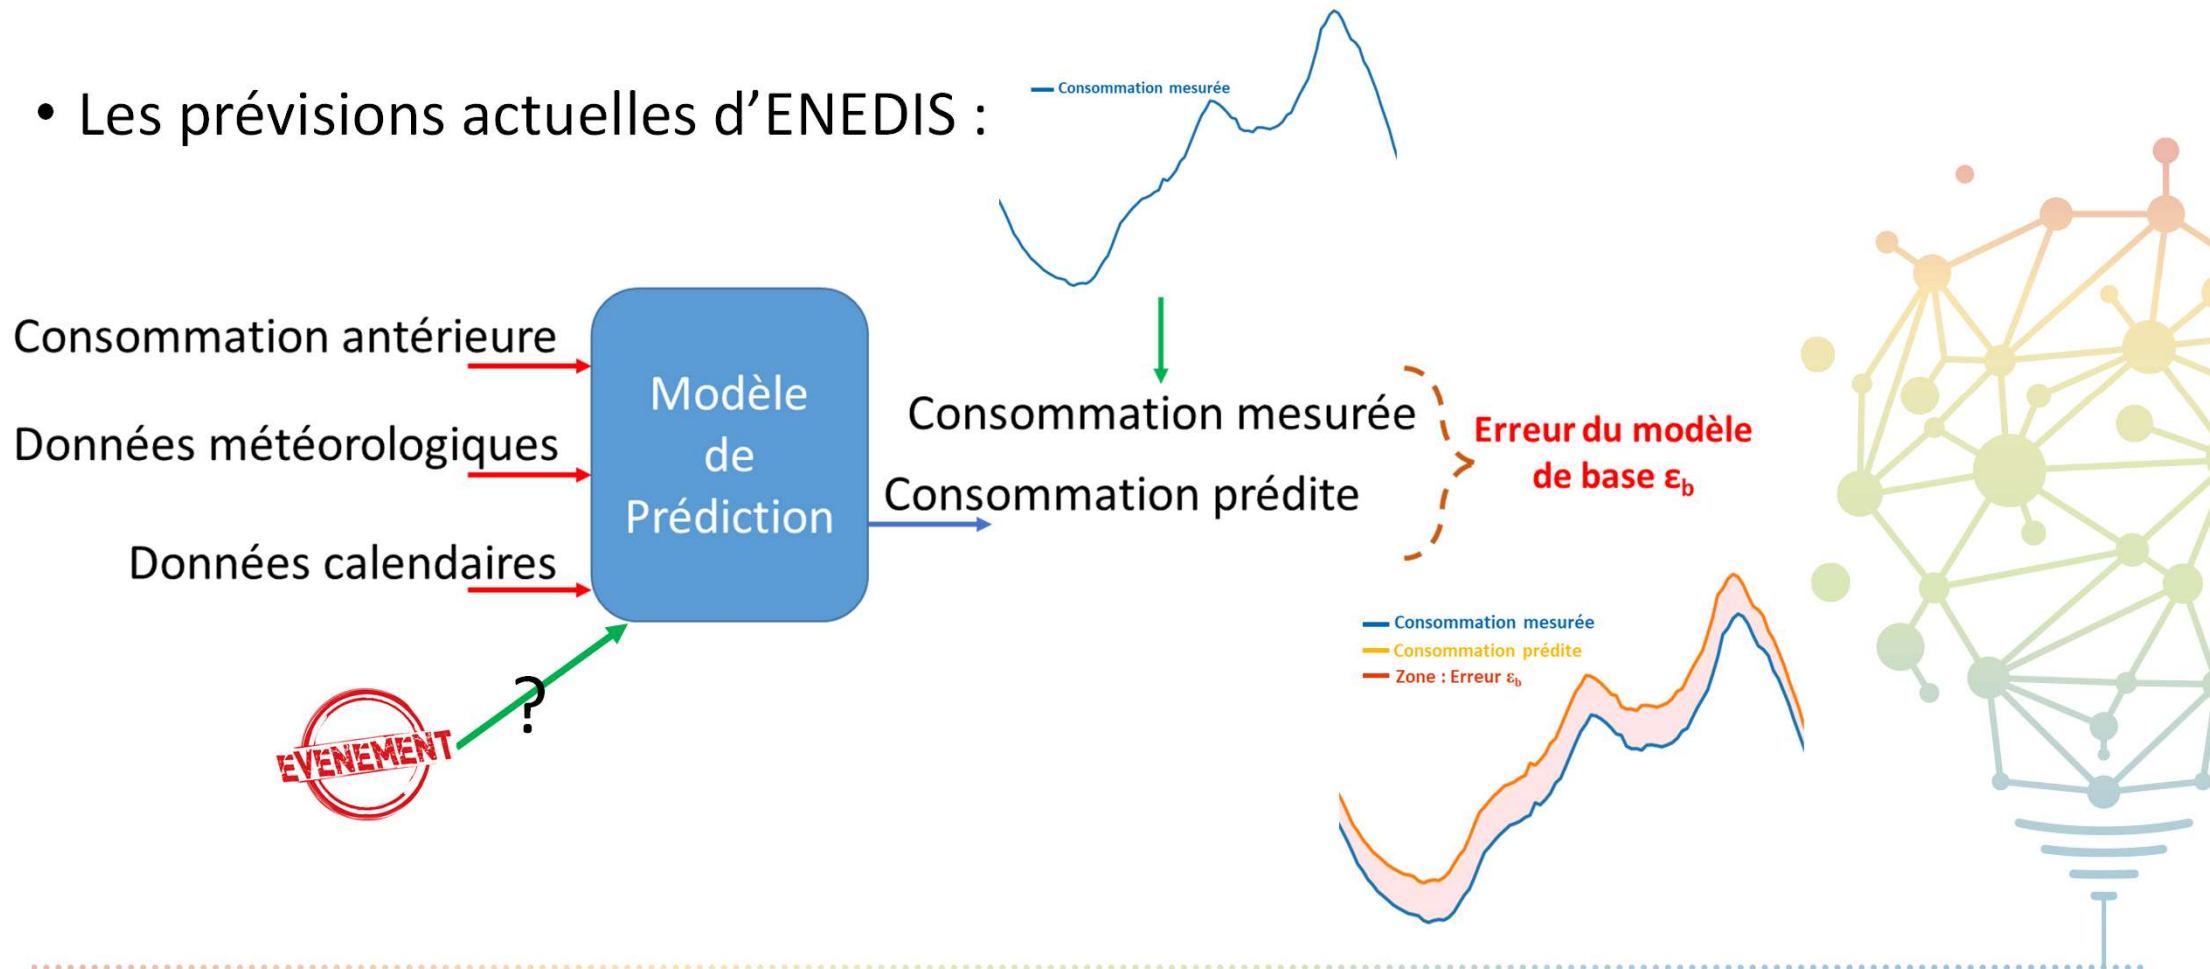 • Les prévisions actuelles d’ENEDIS :
Consommation mesurée
Consommation antérieure
Données météorologiques
Données calendaires
Modèle
de
Prédiction
Consommation mesurée
Consommation prédite
Erreur du modèle
de base εb
?
EVENEMENT
Consommation mesurée
Consommation prédite
Zone : Erreur εb